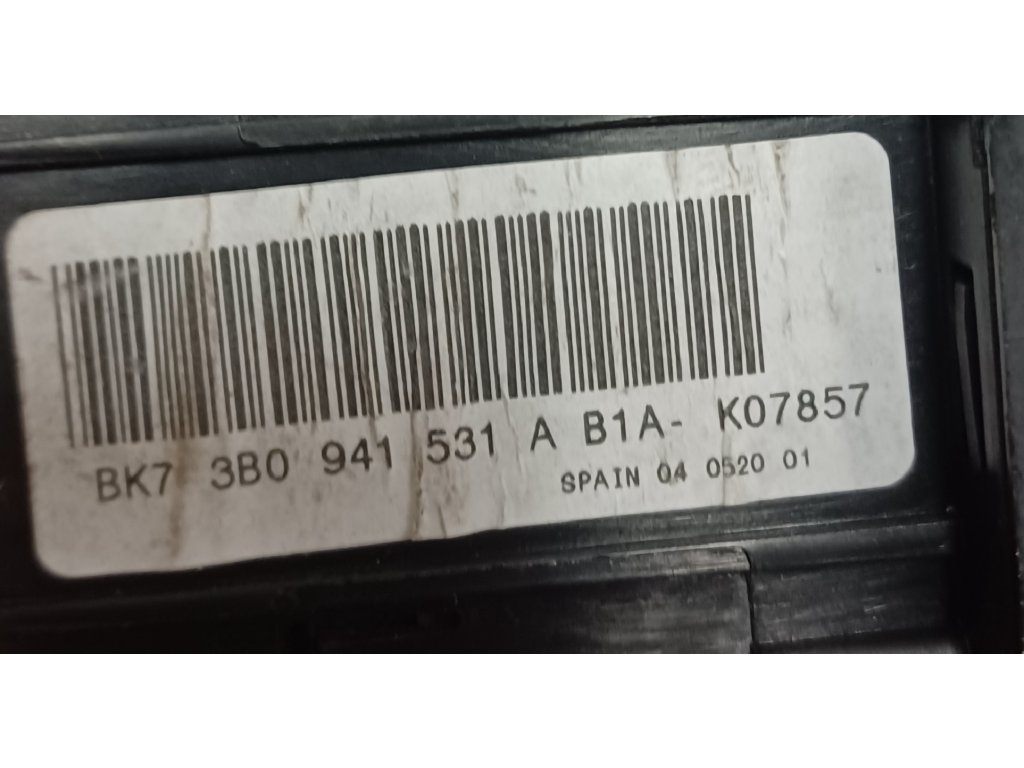 BK7 3B0 941 531 A B1A- K07857
SPAIN 04 0520 01